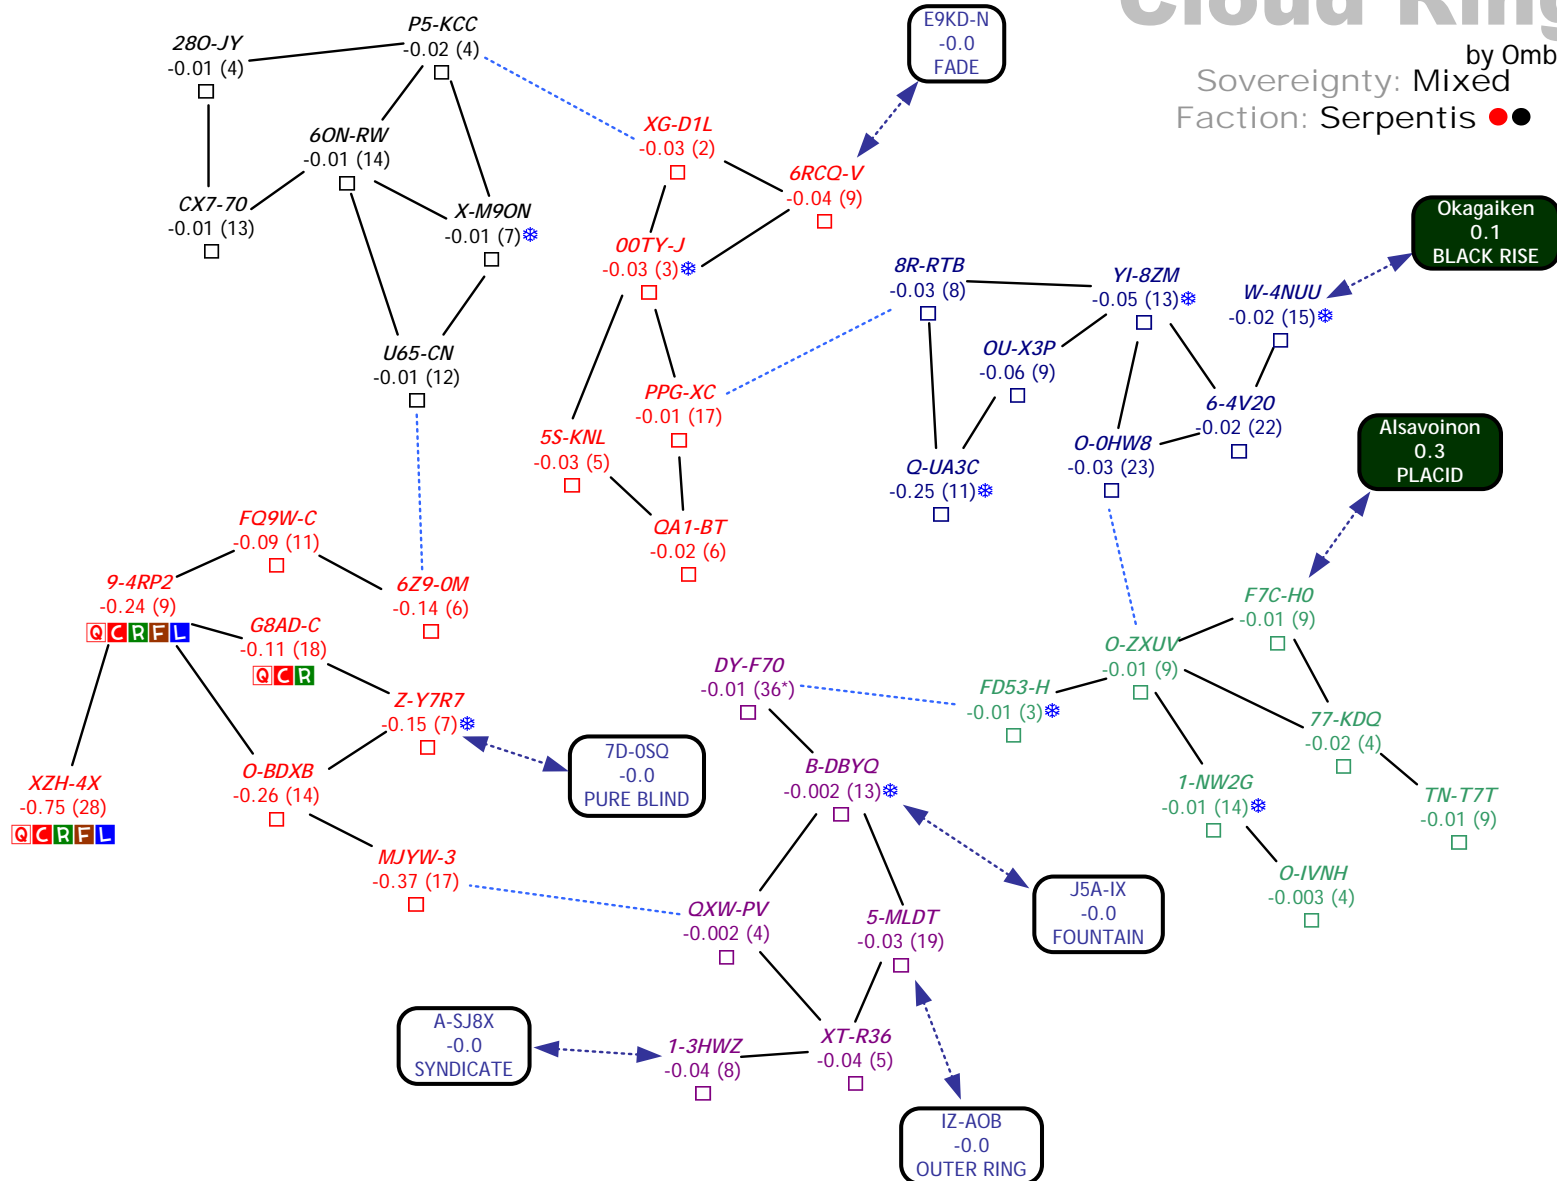 Cloud Ring
by Omb
Sovereignty: Mixed
Faction: Serpentis
E9KD-N
-0.0
FADE
P5-KCC
-0.02 (4)
28O-JY
-0.01 (4)
6ON-RW
-0.01 (14)
CX7-70
-0.01 (13)
X-M9ON
-0.01 (7)
U65-CN
-0.01 (12)
XG-D1L
-0.03 (2)
6RCQ-V
-0.04 (9)
00TY-J
-0.03 (3)
PPG-XC
-0.01 (17)
5S-KNL
-0.03 (5)
QA1-BT
-0.02 (6)
8R-RTB
-0.03 (8)
YI-8ZM
-0.05 (13)
W-4NUU
-0.02 (15)
Okagaiken
0.1
BLACK RISE
OU-X3P
-0.06 (9)
6-4V20
-0.02 (22)
O-0HW8
-0.03 (23)
Q-UA3C
-0.25 (11)
Alsavoinon
0.3
PLACID
FQ9W-C
-0.09 (11)
9-4RP2
-0.24 (9)
Q C R F L
6Z9-0M
-0.14 (6)
G8AD-C
-0.11 (18)
Q C R
Z-Y7R7
-0.15 (7)
7D-0SQ
-0.0
PURE BLIND
XZH-4X
-0.75 (28)
Q C R F L
O-BDXB
-0.26 (14)
MJYW-3
-0.37 (17)
DY-F70
-0.01 (36*)
B-DBYQ
-0.002 (13)
FD53-H
-0.01 (3)
O-ZXUV
-0.01 (9)
F7C-H0
-0.01 (9)
77-KDQ
-0.02 (4)
TN-T7T
-0.01 (9)
1-NW2G
-0.01 (14)
O-IVNH
-0.003 (4)
J5A-IX
-0.0
FOUNTAIN
QXW-PV
-0.002 (4)
5-MLDT
-0.03 (19)
XT-R36
-0.04 (5)
1-3HWZ
-0.04 (8)
A-SJ8X
-0.0
SYNDICATE
IZ-AOB
-0.0
OUTER RING